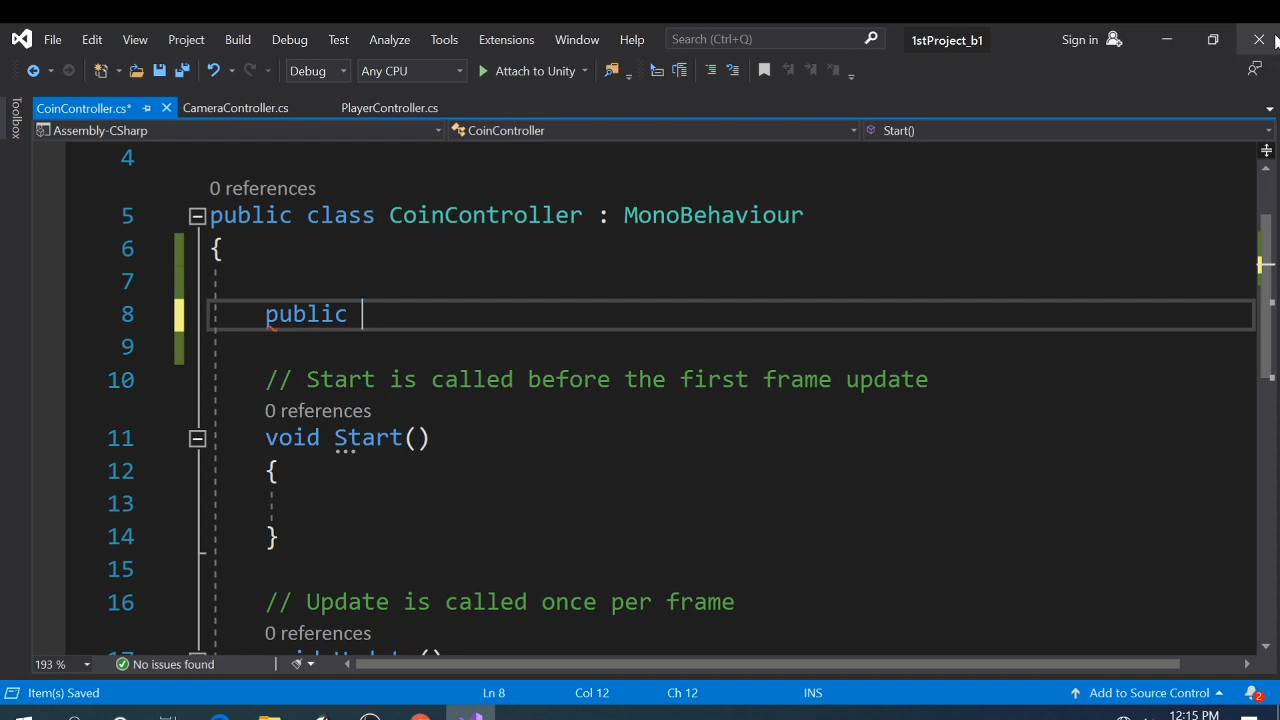 File Edit View Project Build Debug Test Analyze Tools Extensions Window Help Search (Ctrl+Q) 1stProject_b1 Sign in
Debug Any CPU Attach to Unity
Toolbox
CoinController.cs* CameraController.cs PlayerController.cs
Assembly-CSharp CoinController Start()
4
0 references
5 public class CoinController : MonoBehaviour
6 {
7
8 public
9
10 // Start is called before the first frame update
0 references
11 void Start()
12 {
13
14 }
15
16 // Update is called once per frame
0 references
193 % No issues found
Item(s) Saved Ln 8 Col 12 Ch 12 INS Add to Source Control 2
12:15 PM